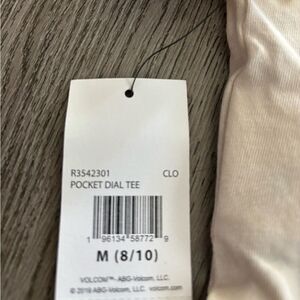 R3542301 CLO
POCKET DIAL TEE
1 96134 58772 9
M (8/10)
VOLCOM™- ABG-Volcom, LLC.
© 2019 ABG-Volcom, LLC. volcom.com